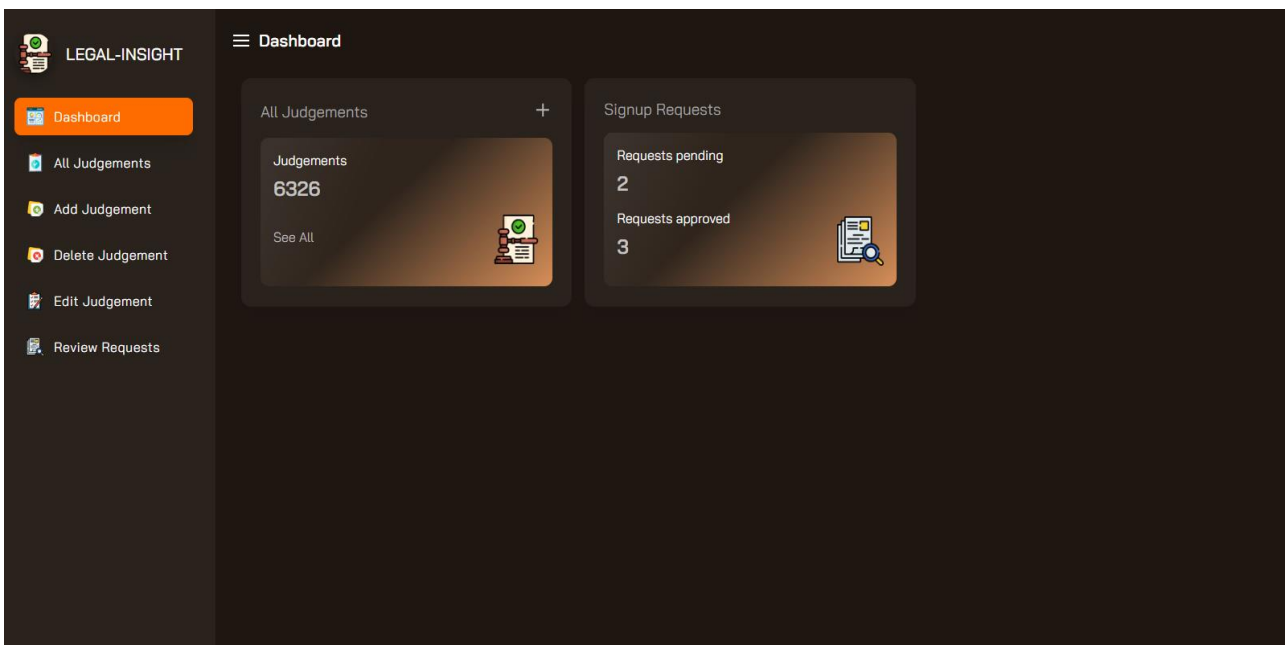 LEGAL-INSIGHT
Dashboard
All Judgements
Add Judgement
Delete Judgement
Edit Judgement
Review Requests
Dashboard
All Judgements
Judgements
6326
See All
Signup Requests
Requests pending
2
Requests approved
3